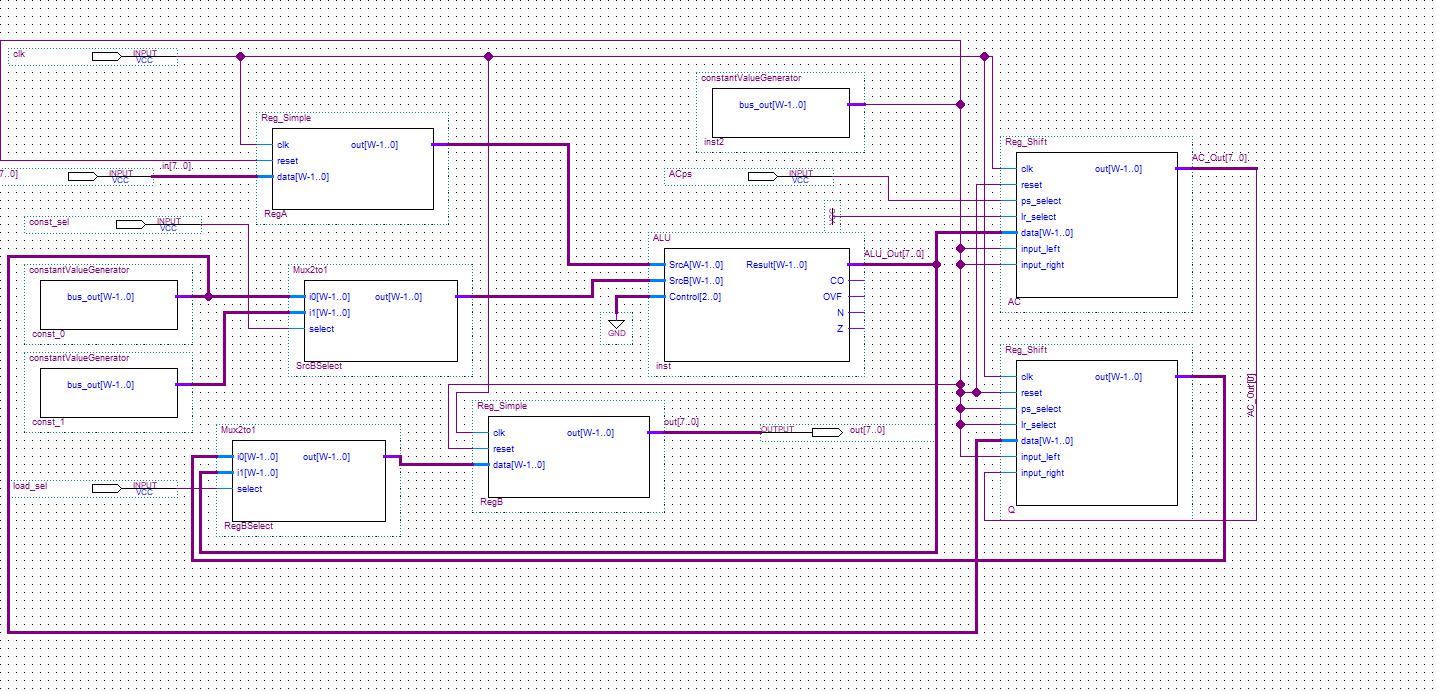 clk INPUT VCC
constantValueGenerator
bus_out[W-1..0]
inst2
Reg_Simple
clk out[W-1..0]
reset
data[W-1..0]
RegA
7..0] INPUT VCC in[7..0]
const_sel INPUT VCC
ACps INPUT VCC
VCC
Reg_Shift
clk out[W-1..0]
reset
ps_select
lr_select
data[W-1..0]
input_left
input_right
AC
AC_Out[7..0]
constantValueGenerator
bus_out[W-1..0]
const_0
Mux2to1
i0[W-1..0] out[W-1..0]
i1[W-1..0]
select
SrcBSelect
ALU
SrcA[W-1..0] Result[W-1..0]
SrcB[W-1..0] CO
Control[2..0] OVF
N
Z
inst
ALU_Out[7..0]
GND
constantValueGenerator
bus_out[W-1..0]
const_1
Reg_Shift
clk out[W-1..0]
reset
ps_select
lr_select
data[W-1..0]
input_left
input_right
Q
AC_Out[0]
Mux2to1
i0[W-1..0] out[W-1..0]
i1[W-1..0]
select
RegBSelect
load_sel INPUT VCC
Reg_Simple
clk out[W-1..0]
reset
data[W-1..0]
RegB
out[7..0] OUTPUT out[7..0]